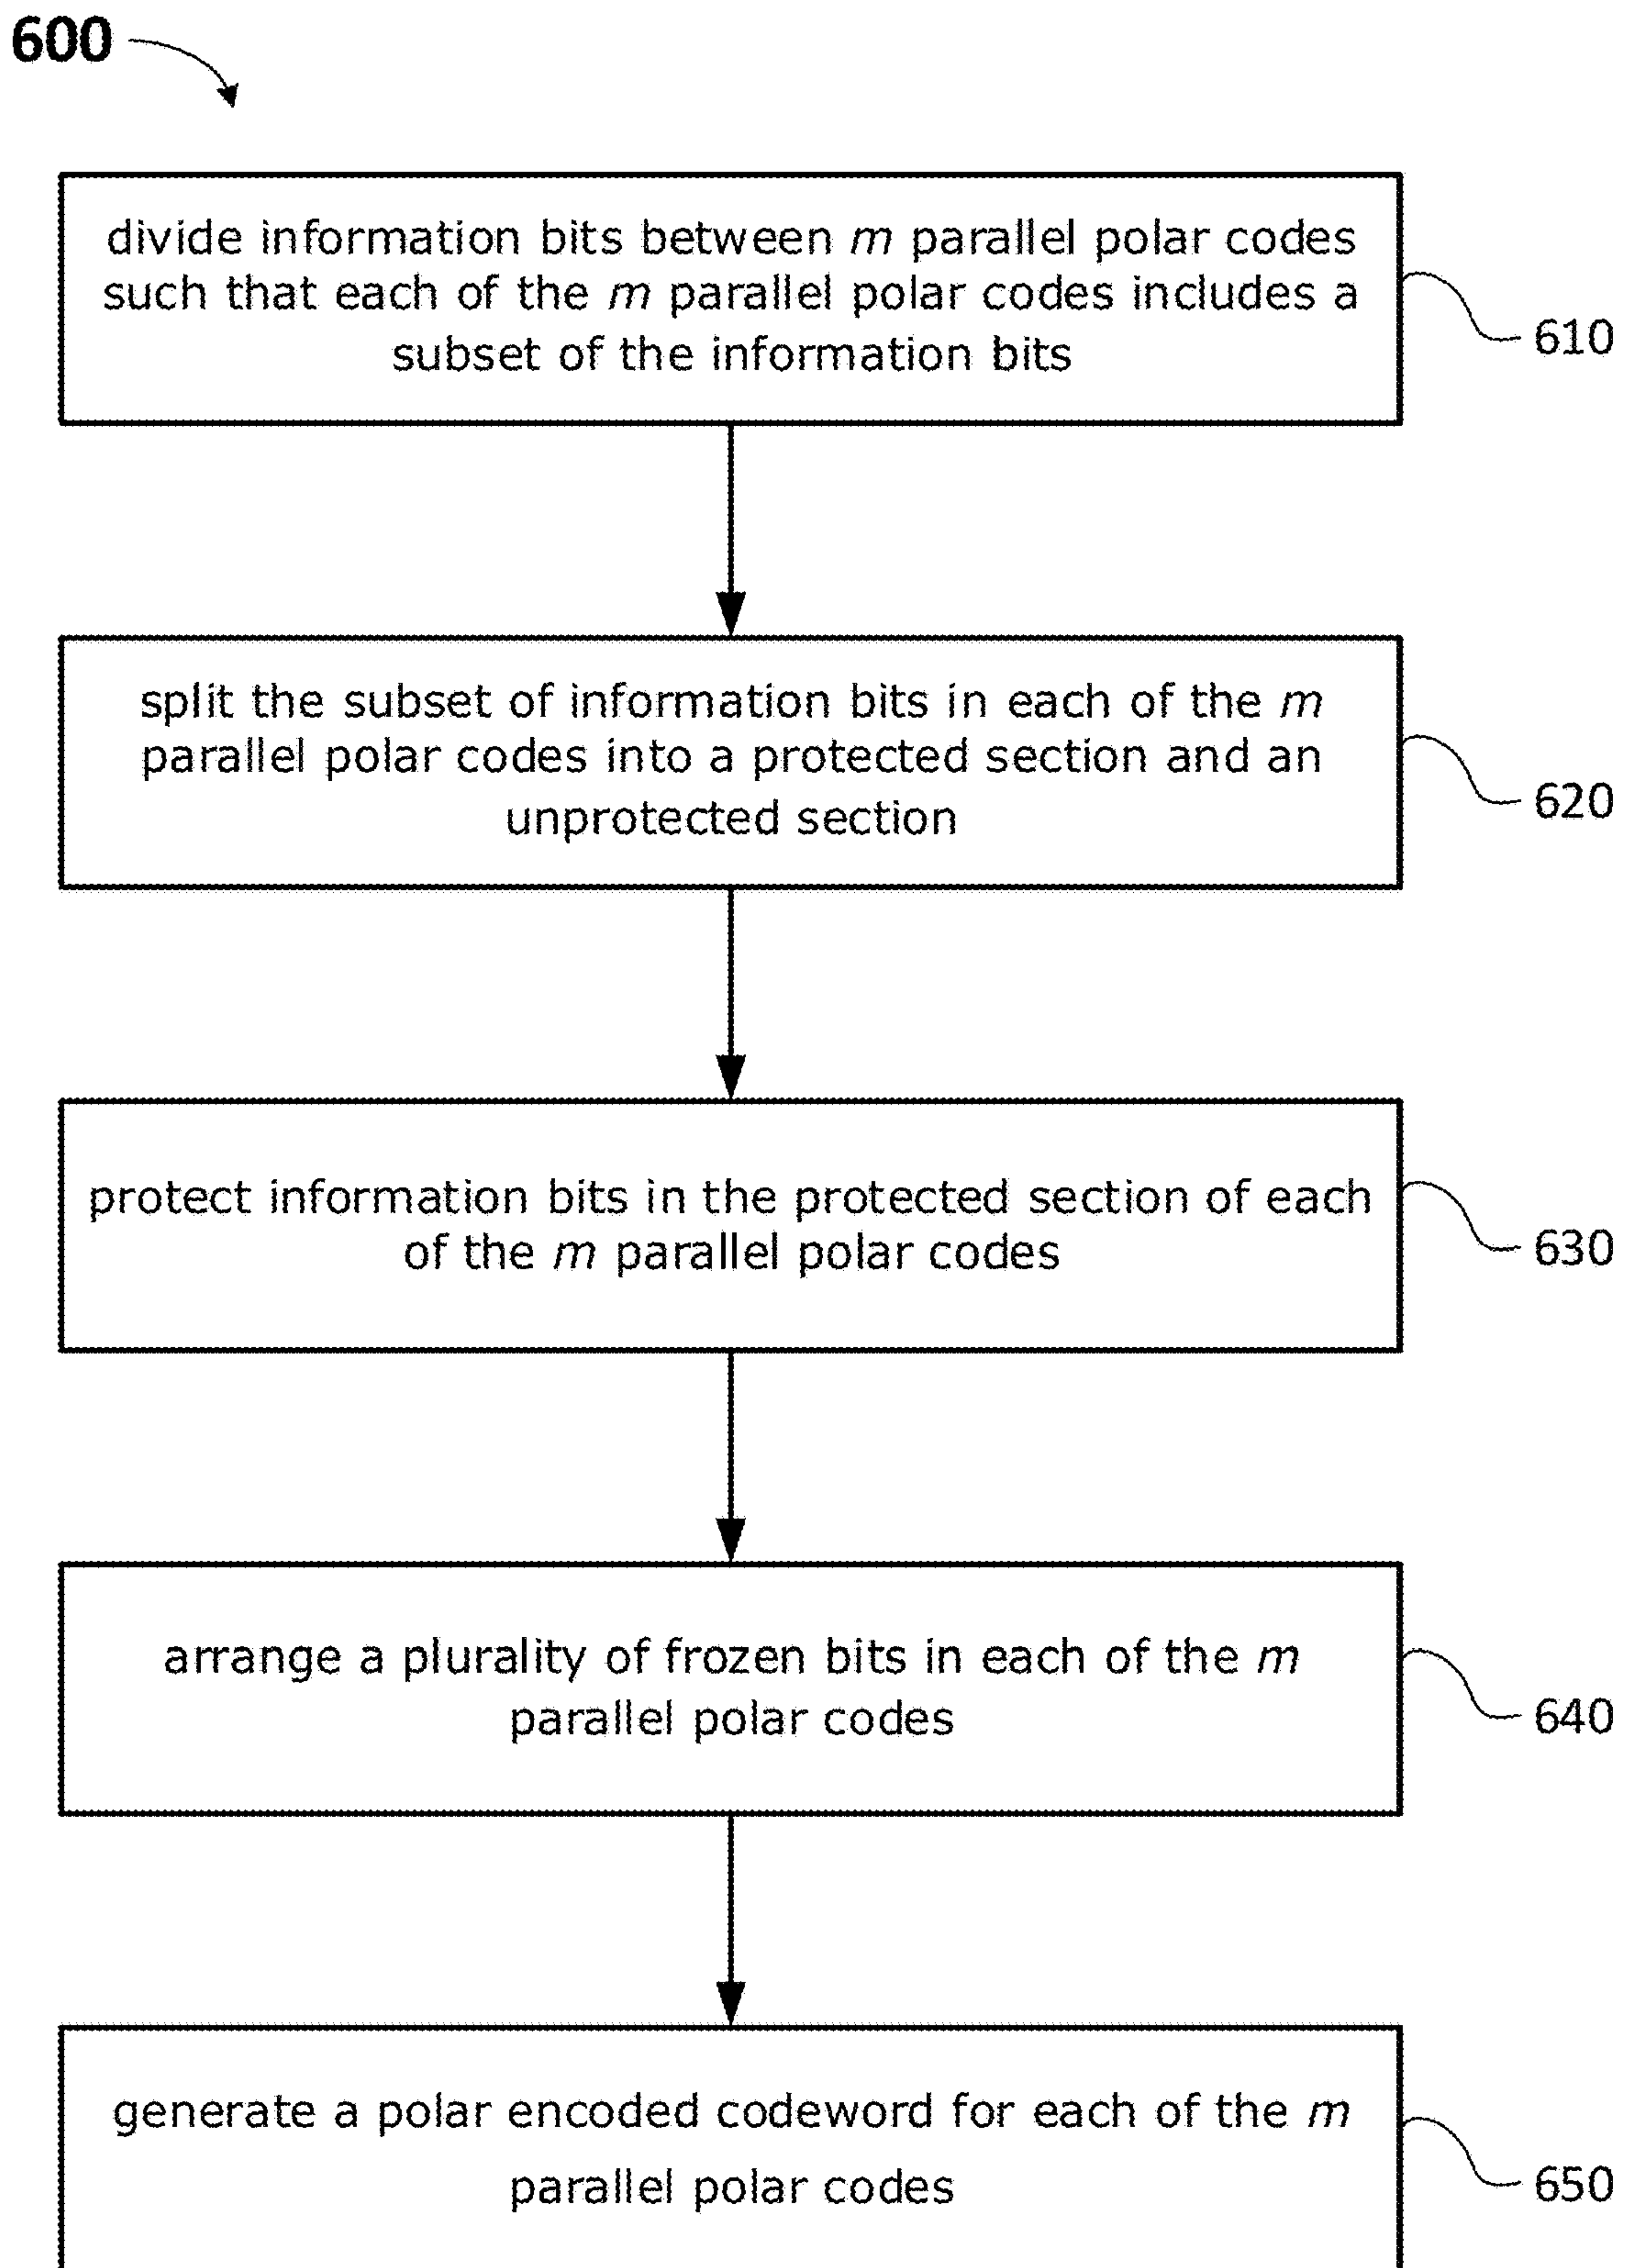 600
divide information bits between m parallel polar codes
such that each of the m parallel polar codes includes a
subset of the information bits
610
split the subset of information bits in each of the m
parallel polar codes into a protected section and an
unprotected section
620
protect information bits in the protected section of each
of the m parallel polar codes
630
arrange a plurality of frozen bits in each of the m
parallel polar codes
640
generate a polar encoded codeword for each of the m
parallel polar codes
650